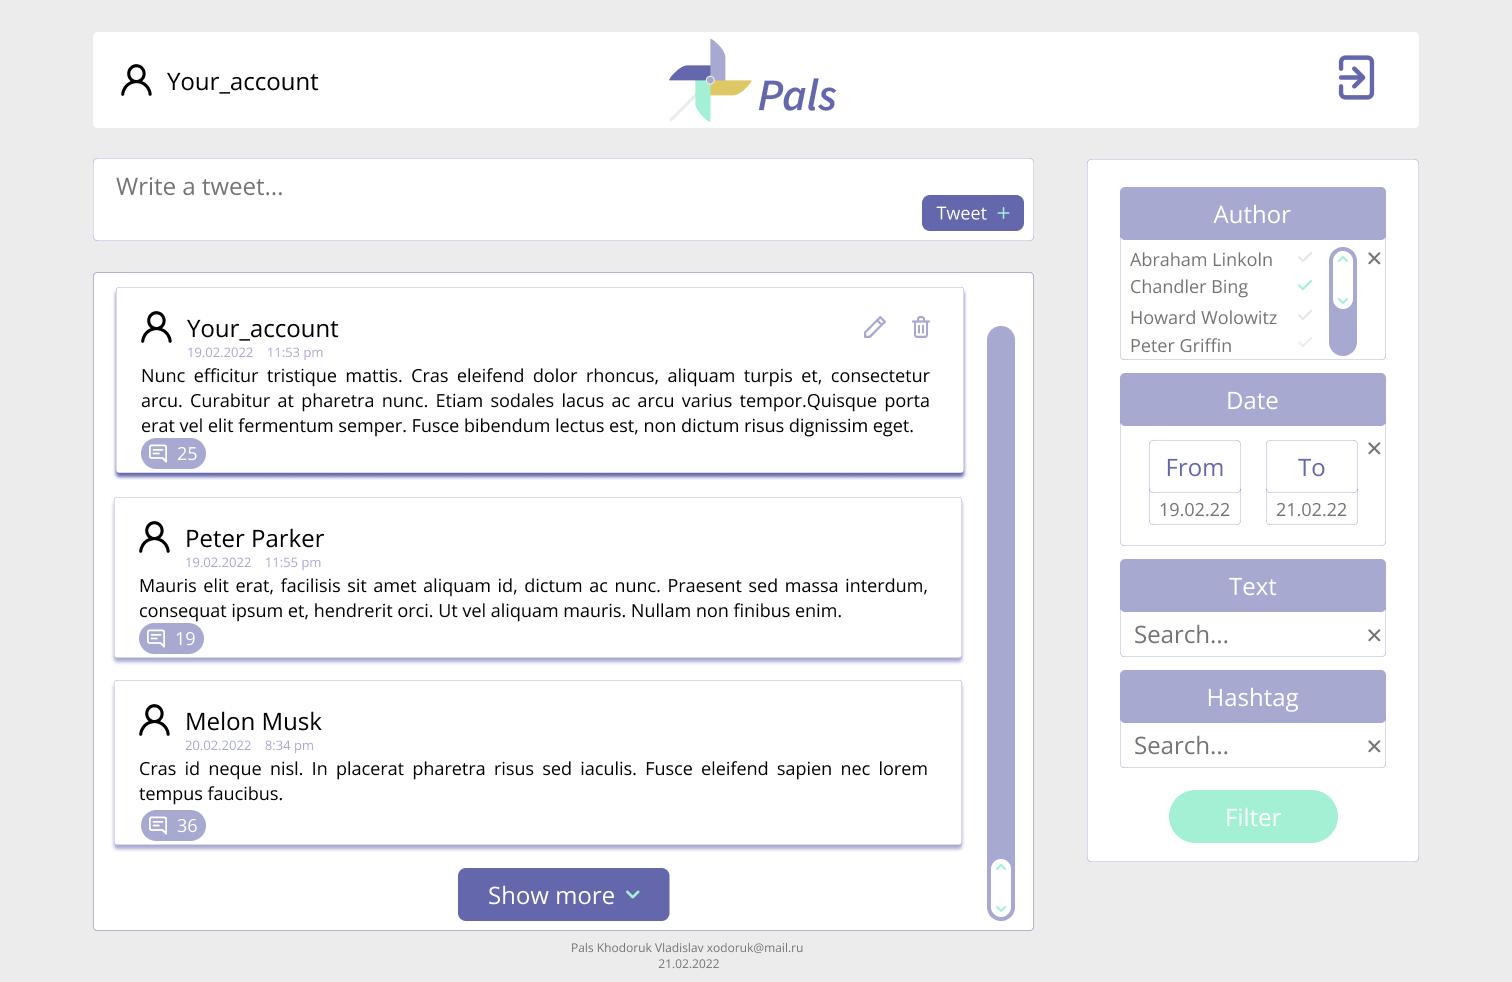 Your_account
Pals
Write a tweet...
Tweet +
Your_account
19.02.2022 11:53 pm
Nunc efficitur tristique mattis. Cras eleifend dolor rhoncus, aliquam turpis et, consectetur
arcu. Curabitur at pharetra nunc. Etiam sodales lacus ac arcu varius tempor.Quisque porta
erat vel elit fermentum semper. Fusce bibendum lectus est, non dictum risus dignissim eget.
25
Peter Parker
19.02.2022 11:55 pm
Mauris elit erat, facilisis sit amet aliquam id, dictum ac nunc. Praesent sed massa interdum,
consequat ipsum et, hendrerit orci. Ut vel aliquam mauris. Nullam non finibus enim.
19
Melon Musk
20.02.2022 8:34 pm
Cras id neque nisl. In placerat pharetra risus sed iaculis. Fusce eleifend sapien nec lorem
tempus faucibus.
36
Show more
Author
Abraham Linkoln
Chandler Bing
Howard Wolowitz
Peter Griffin
Date
From To
19.02.22 21.02.22
Text
Search...
Hashtag
Search...
Filter
Pals Khodoruk Vladislav xodoruk@mail.ru
21.02.2022